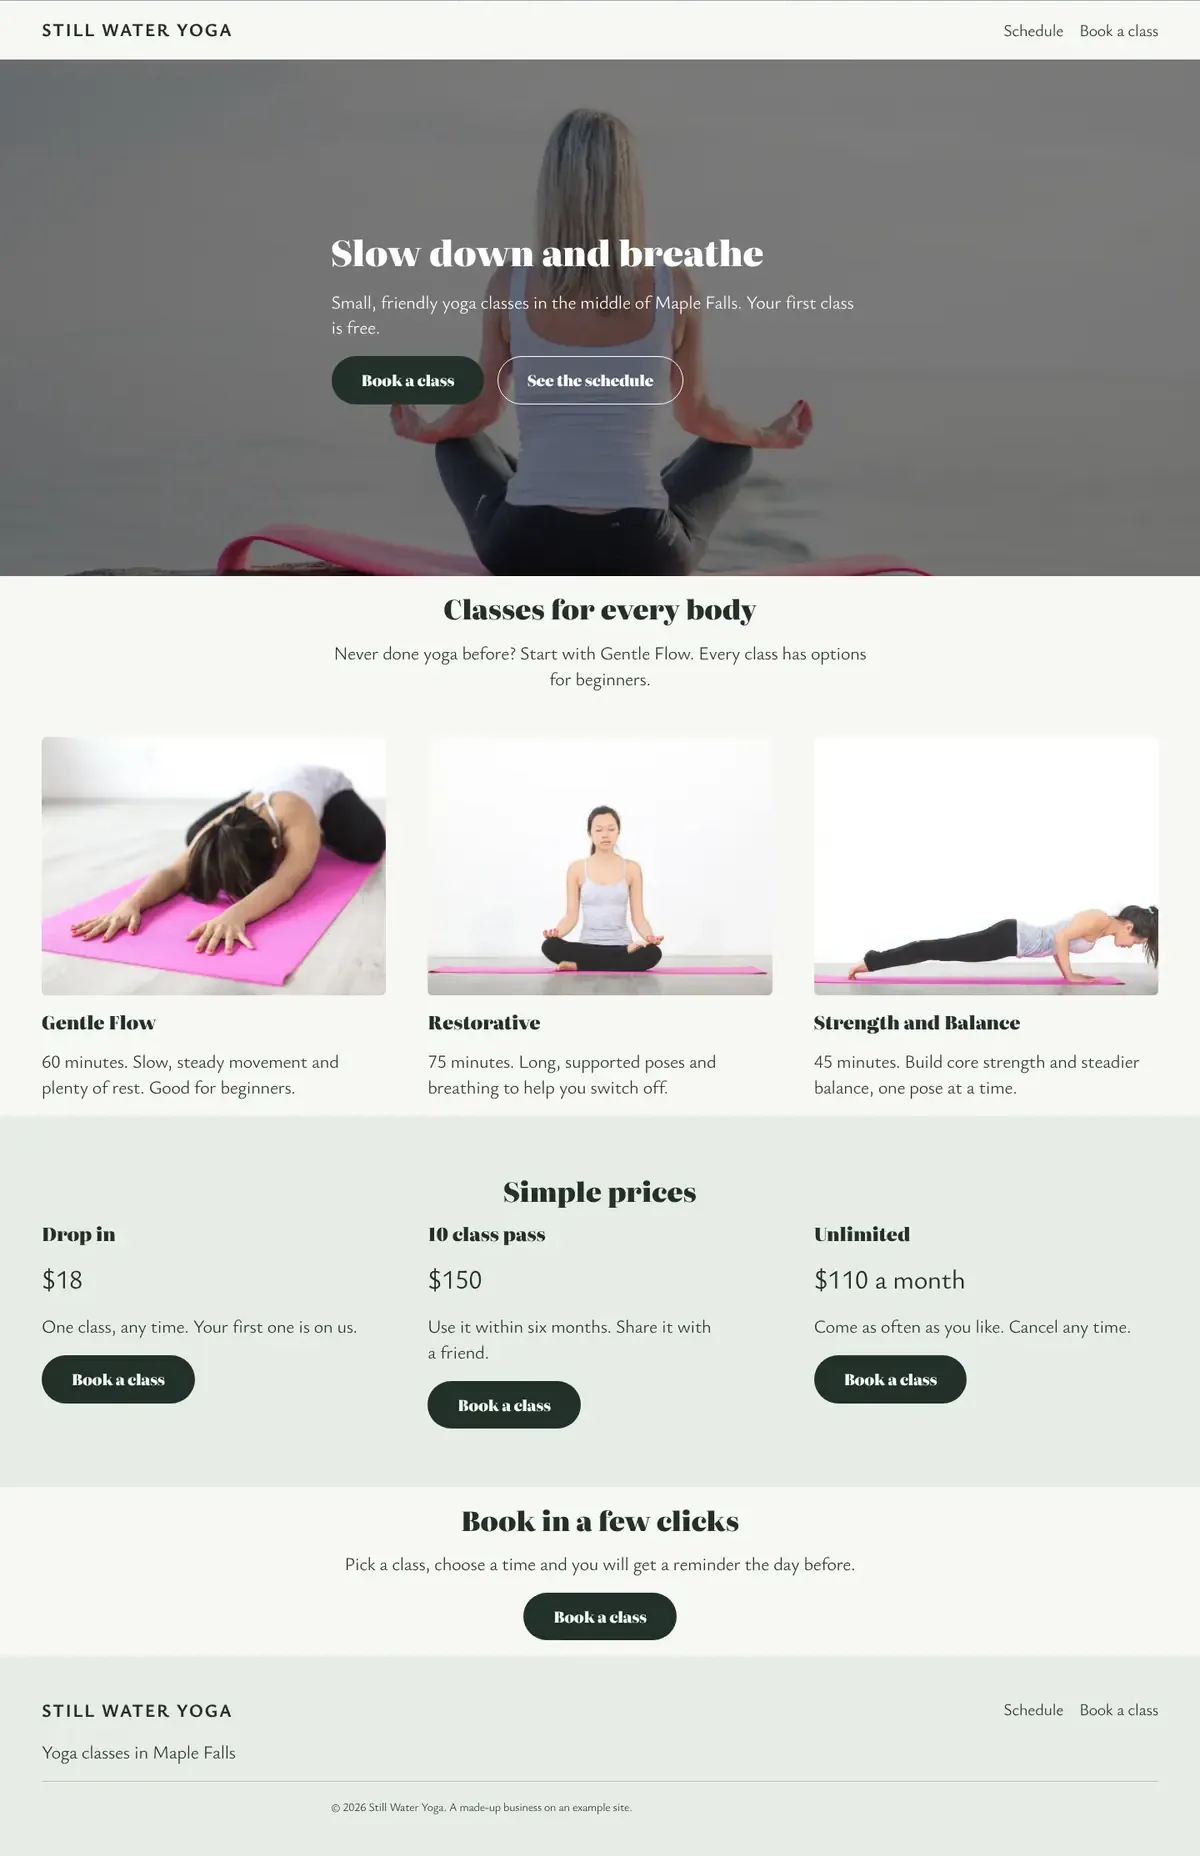 STILL WATER YOGA
Schedule Book a class
Slow down and breathe
Small, friendly yoga classes in the middle of Maple Falls. Your first class
is free.
Book a class
See the schedule
Classes for every body
Never done yoga before? Start with Gentle Flow. Every class has options
for beginners.
Gentle Flow
60 minutes. Slow, steady movement and
plenty of rest. Good for beginners.
Restorative
75 minutes. Long, supported poses and
breathing to help you switch off.
Strength and Balance
45 minutes. Build core strength and steadier
balance, one pose at a time.
Simple prices
Drop in
$18
One class, any time. Your first one is on us.
Book a class
10 class pass
$150
Use it within six months. Share it with
a friend.
Book a class
Unlimited
$110 a month
Come as often as you like. Cancel any time.
Book a class
Book in a few clicks
Pick a class, choose a time and you will get a reminder the day before.
Book a class
STILL WATER YOGA
Schedule Book a class
Yoga classes in Maple Falls
© 2026 Still Water Yoga. A made-up business on an example site.